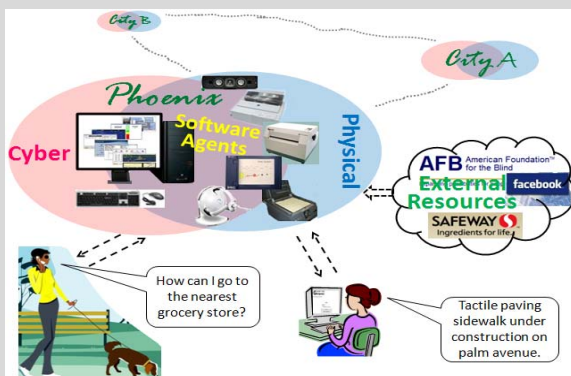 City B
City A
Phoenix
Software
Agents
Cyber
Physical
AFB American Foundation™
for the Blind
External
Resources
facebook
SAFEWAY
Ingredients for life.
How can I go to
the nearest
grocery store?
Tactile paving
sidewalk under
construction on
palm avenue.